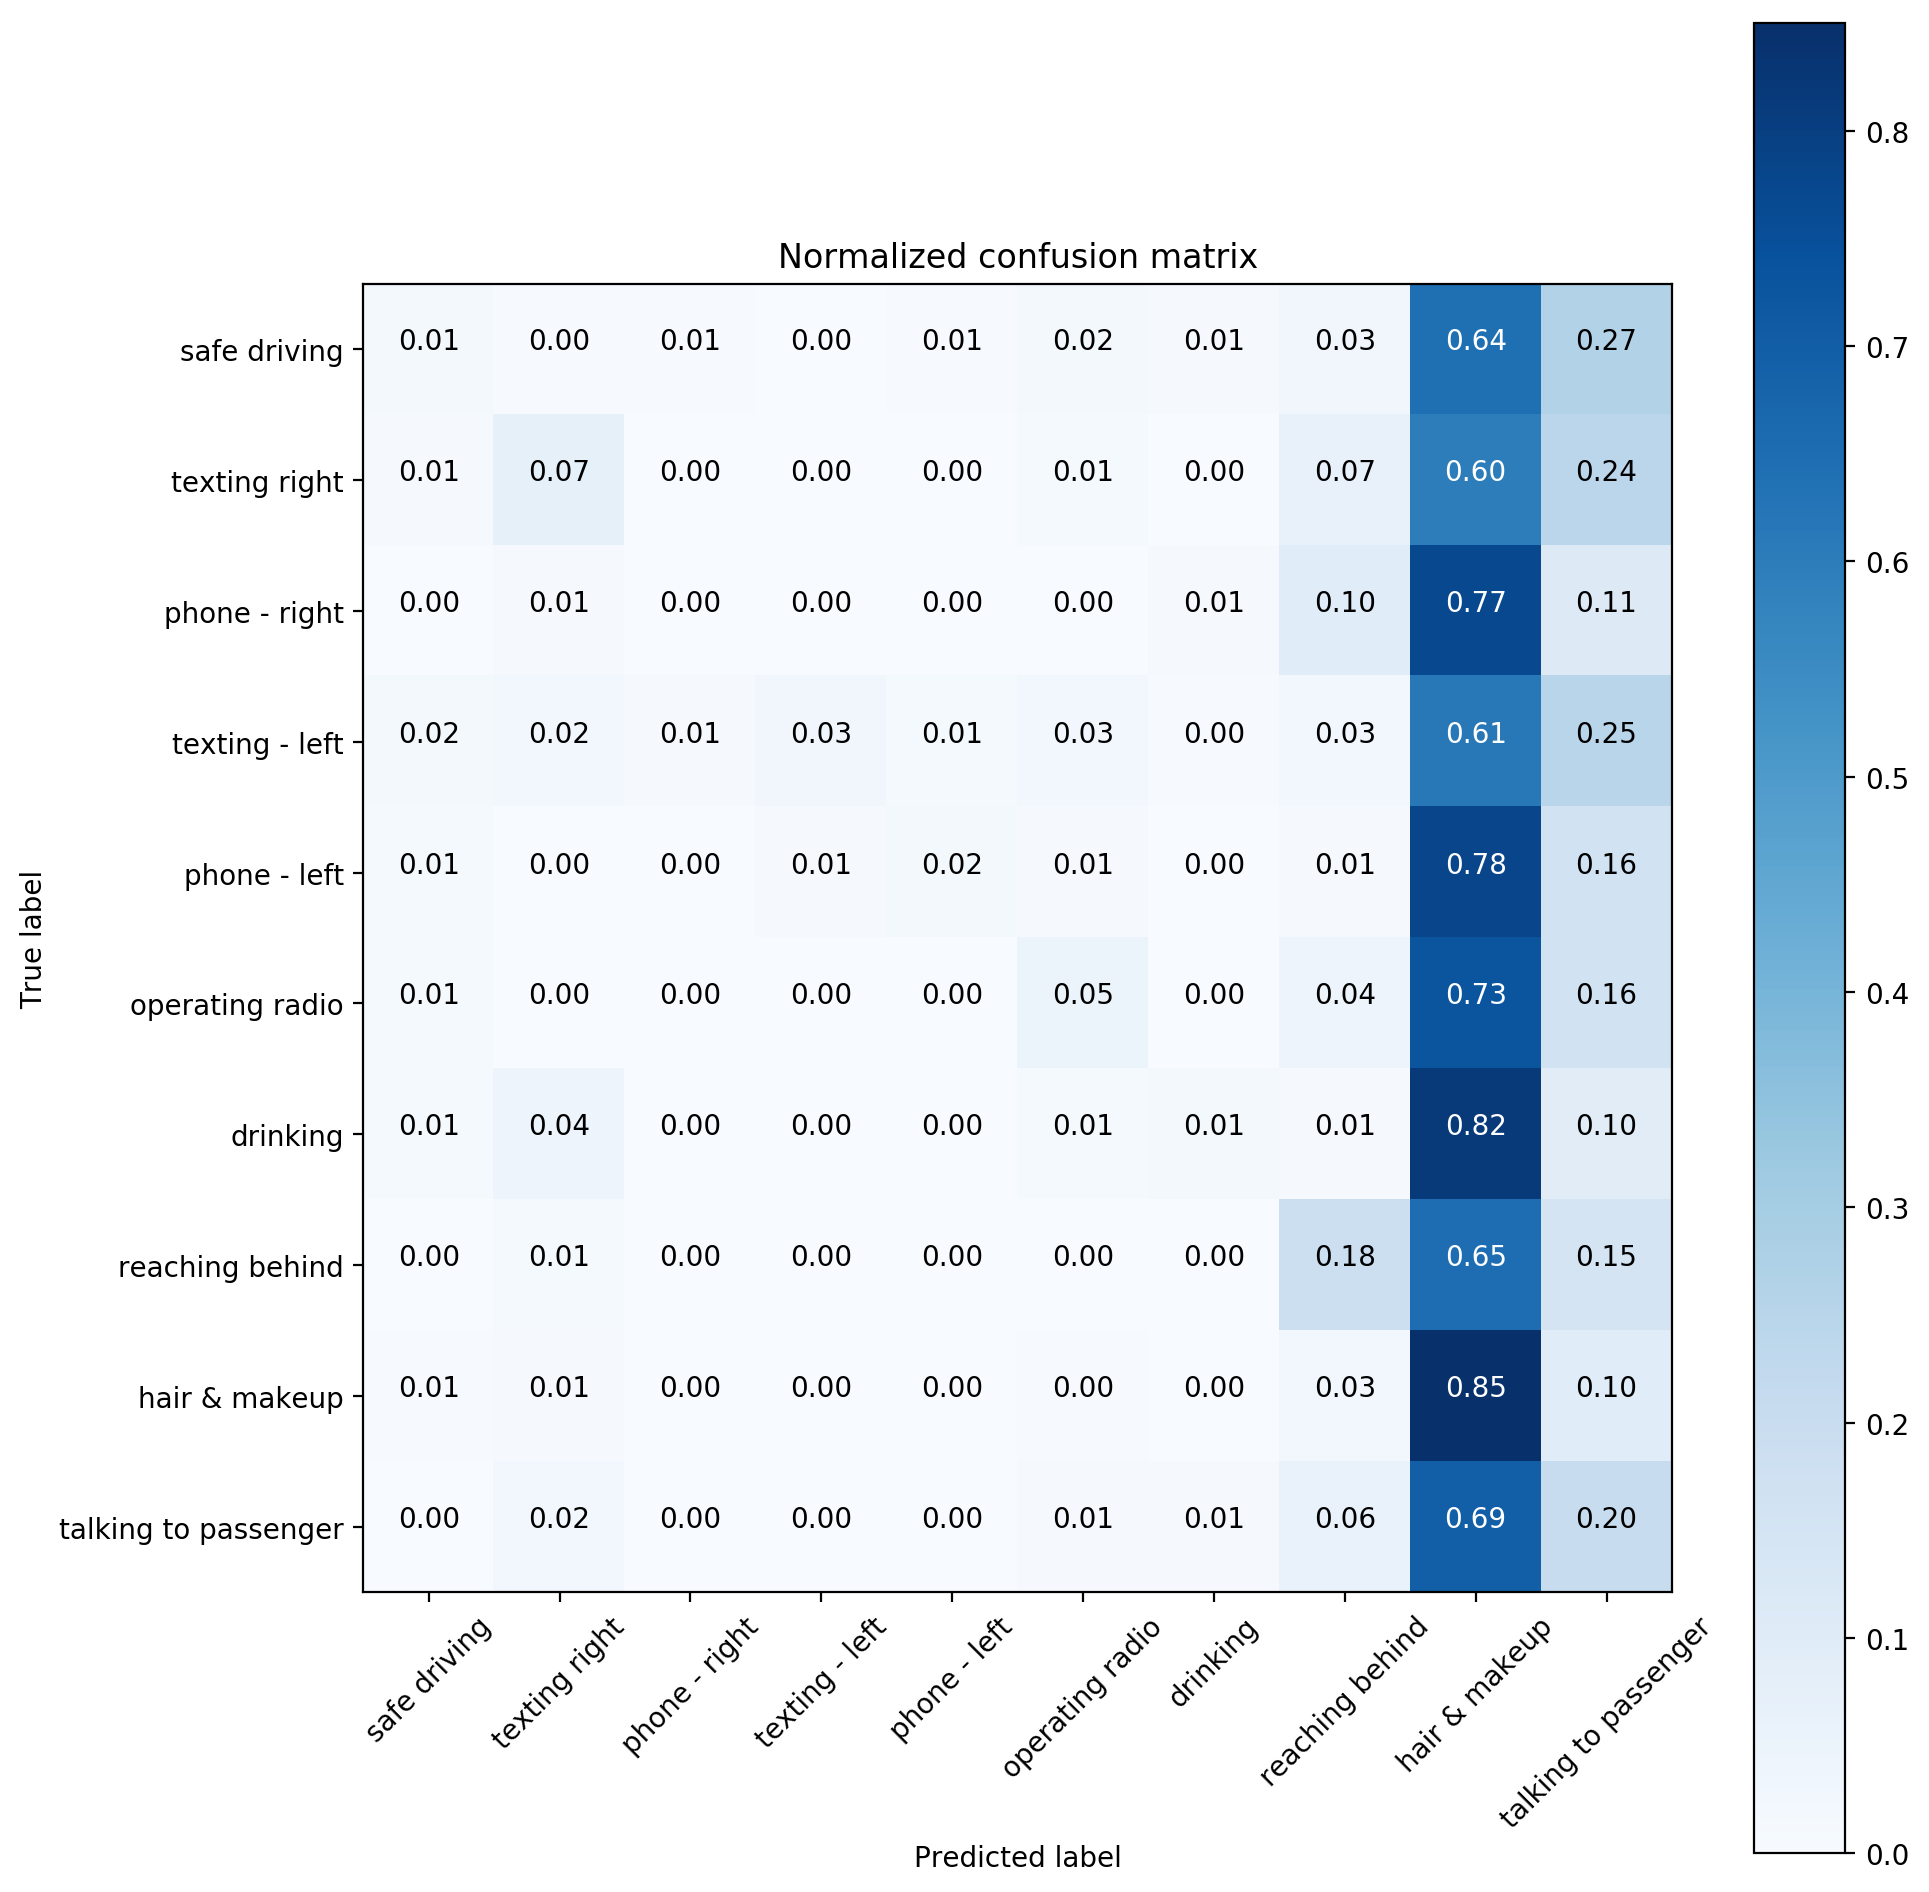 Normalized confusion matrix
safe driving 0.01 0.00 0.01 0.00 0.01 0.02 0.01 0.03 0.64 0.27
texting right 0.01 0.07 0.00 0.00 0.00 0.01 0.00 0.07 0.60 0.24
phone - right 0.00 0.01 0.00 0.00 0.00 0.00 0.01 0.10 0.77 0.11
texting - left 0.02 0.02 0.01 0.03 0.01 0.03 0.00 0.03 0.61 0.25
phone - left 0.01 0.00 0.00 0.01 0.02 0.01 0.00 0.01 0.78 0.16
operating radio 0.01 0.00 0.00 0.00 0.00 0.05 0.00 0.04 0.73 0.16
drinking 0.01 0.04 0.00 0.00 0.00 0.01 0.01 0.01 0.82 0.10
reaching behind 0.00 0.01 0.00 0.00 0.00 0.00 0.00 0.18 0.65 0.15
hair & makeup 0.01 0.01 0.00 0.00 0.00 0.00 0.00 0.03 0.85 0.10
talking to passenger 0.00 0.02 0.00 0.00 0.00 0.01 0.01 0.06 0.69 0.20
True label
safe driving
texting right
phone - right
texting - left
phone - left
operating radio
drinking
reaching behind
hair & makeup
talking to passenger
Predicted label
0.8
0.7
0.6
0.5
0.4
0.3
0.2
0.1
0.0